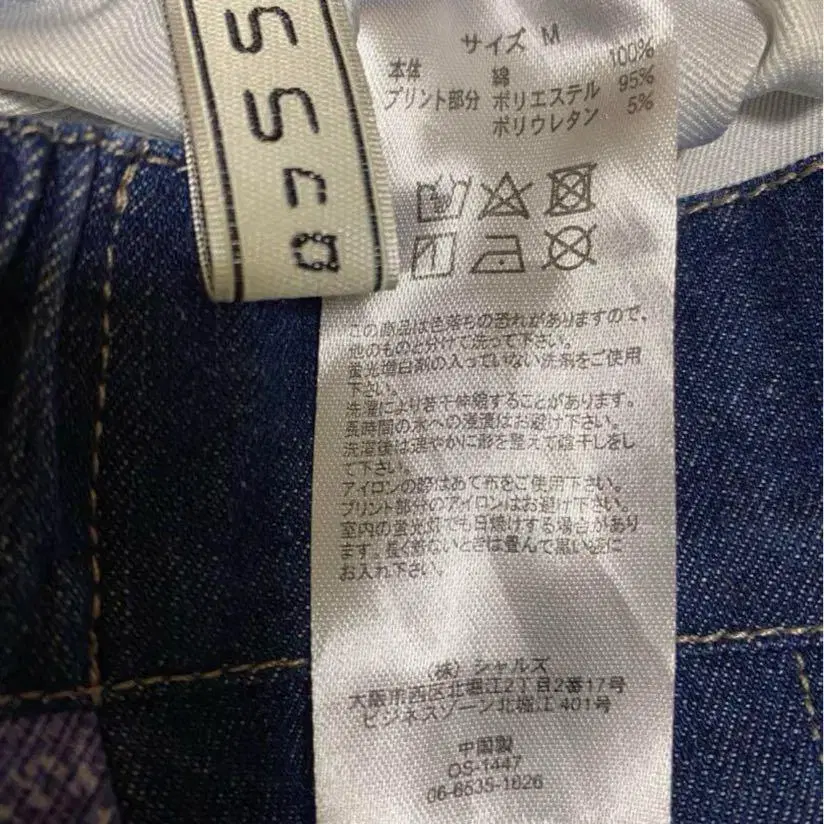 サイズ M
本体 綿 100%
プリント部分 ポリエステル 95%
ポリウレタン 5%
この商品は色落ちの恐れがありますので、
他のものと分けて洗って下さい。
蛍光増白剤の入っていない洗剤をご使用
下さい。
洗濯により若干伸縮することがあります。
長時間の水への浸漬はお避け下さい。
洗濯後は速やかに形を整えて陰干しをし
て下さい。
アイロンの際はあて布をご使用下さい。
プリント部分のアイロンはお避け下さい。
室内の蛍光灯でも日焼けする場合があり
ます。長く着ないときは畳んで黒い袋に
お入れ下さい。
(株)シャルズ
大阪市西区北堀江2丁目2番17号
ビジネスゾーン北堀江401号
中国製
OS-1447
06-6535-1626